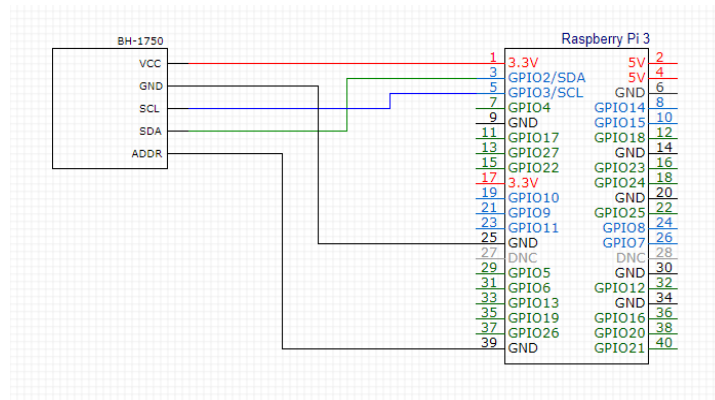 BH-1750
VCC
GND
SCL
SDA
ADDR
Raspberry Pi 3
1 3.3V 5V 2
3 GPIO2/SDA 5V 4
5 GPIO3/SCL GND 6
7 GPIO4 GPIO14 8
9 GND GPIO15 10
11 GPIO17 GPIO18 12
13 GPIO27 GND 14
15 GPIO22 GPIO23 16
17 3.3V GPIO24 18
19 GPIO10 GND 20
21 GPIO9 GPIO25 22
23 GPIO11 GPIO8 24
25 GND GPIO7 26
27 DNC DNC 28
29 GPIO5 GND 30
31 GPIO6 GPIO12 32
33 GPIO13 GND 34
35 GPIO19 GPIO16 36
37 GPIO26 GPIO20 38
39 GND GPIO21 40